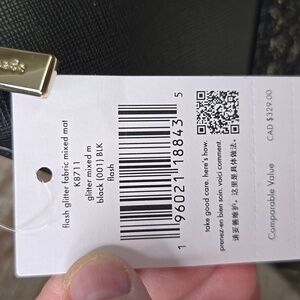 flash glitter fabric mixed mat
K8711
glitter mixed m
black (001) BLK
flash
1 96021 18843 5
take good care. here's how.
prenez-en bien soin. voici comment.
请妥善维护。这里是具体做法。
Comparable Value CAD $329.00